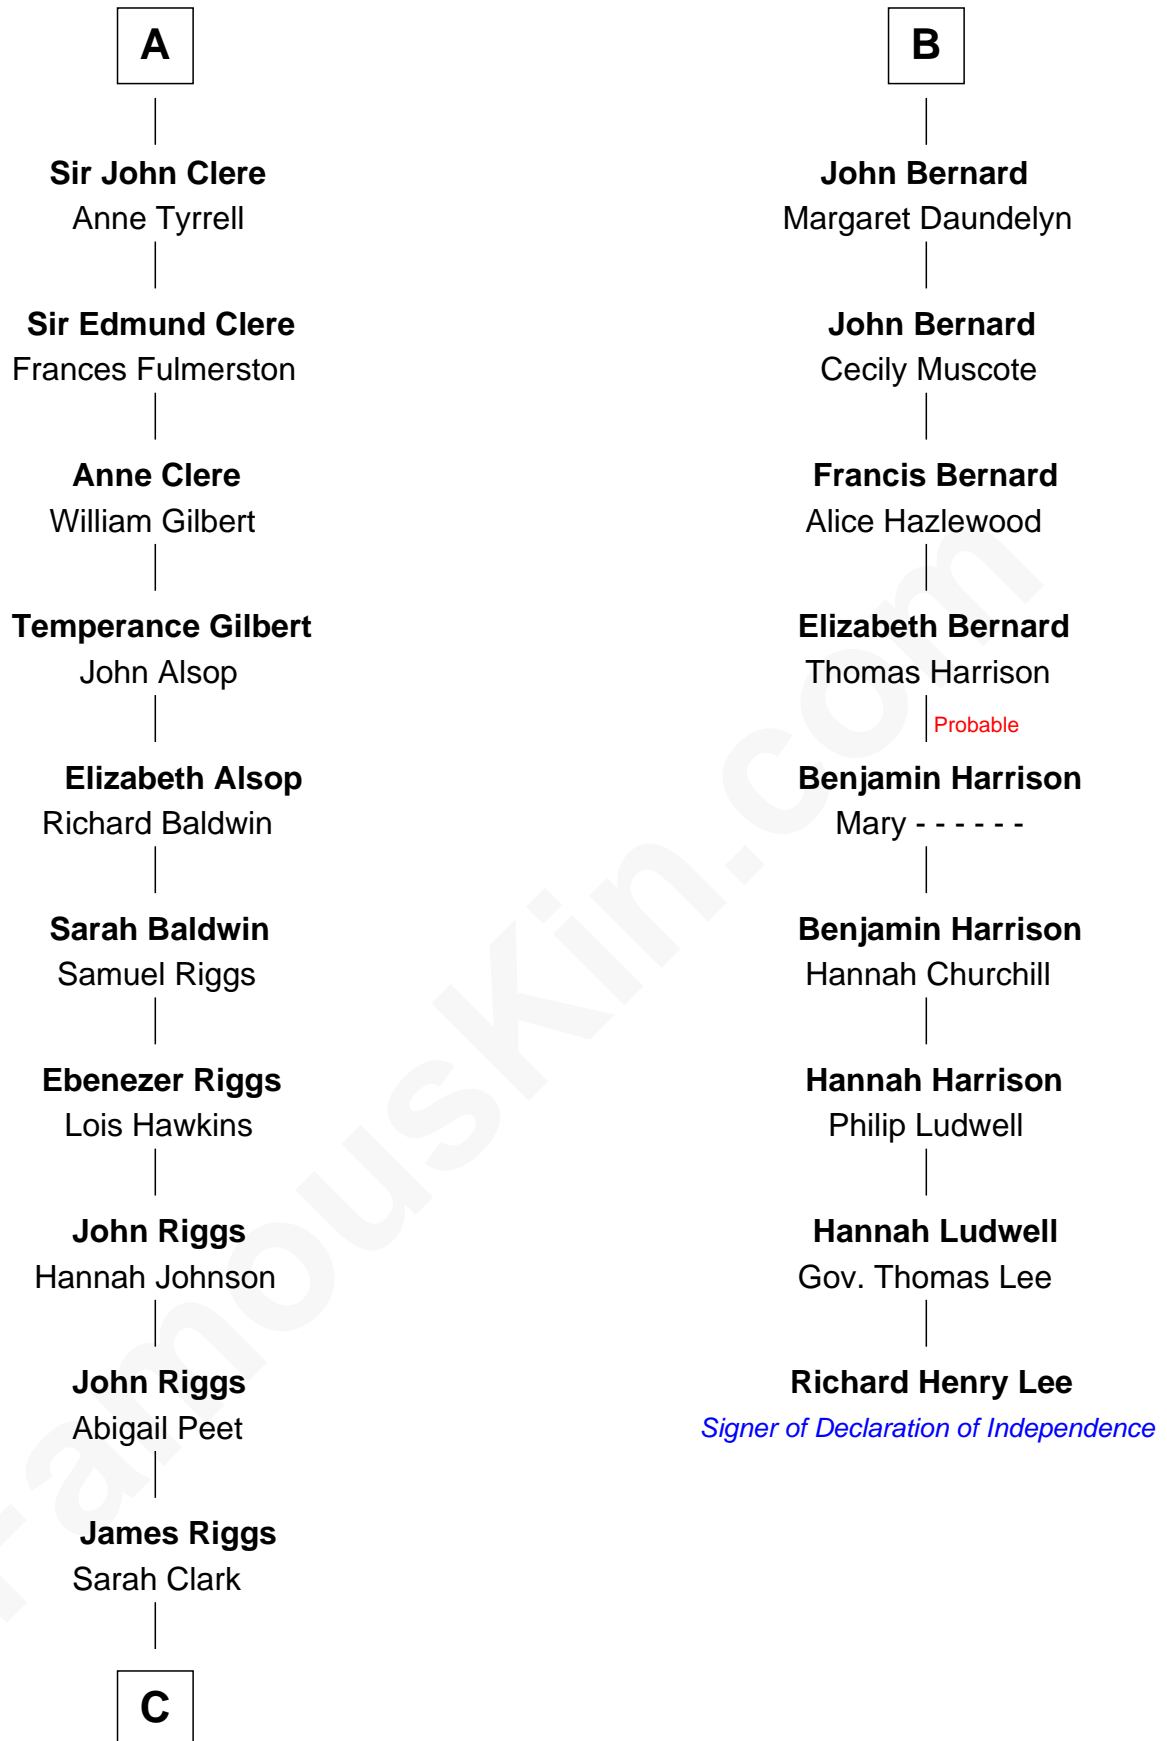 A
Sir John Clere
Anne Tyrrell
Sir Edmund Clere
Frances Fulmerston
Anne Clere
William Gilbert
Temperance Gilbert
John Alsop
Elizabeth Alsop
Richard Baldwin
Sarah Baldwin
Samuel Riggs
Ebenezer Riggs
Lois Hawkins
John Riggs
Hannah Johnson
John Riggs
Abigail Peet
James Riggs
Sarah Clark
C
B
John Bernard
Margaret Daundelyn
John Bernard
Cecily Muscote
Francis Bernard
Alice Hazlewood
Elizabeth Bernard
Thomas Harrison
Probable
Benjamin Harrison
Mary - - - - - -
Benjamin Harrison
Hannah Churchill
Hannah Harrison
Philip Ludwell
Hannah Ludwell
Gov. Thomas Lee
Richard Henry Lee
Signer of Declaration of Independence
FamousKin.com